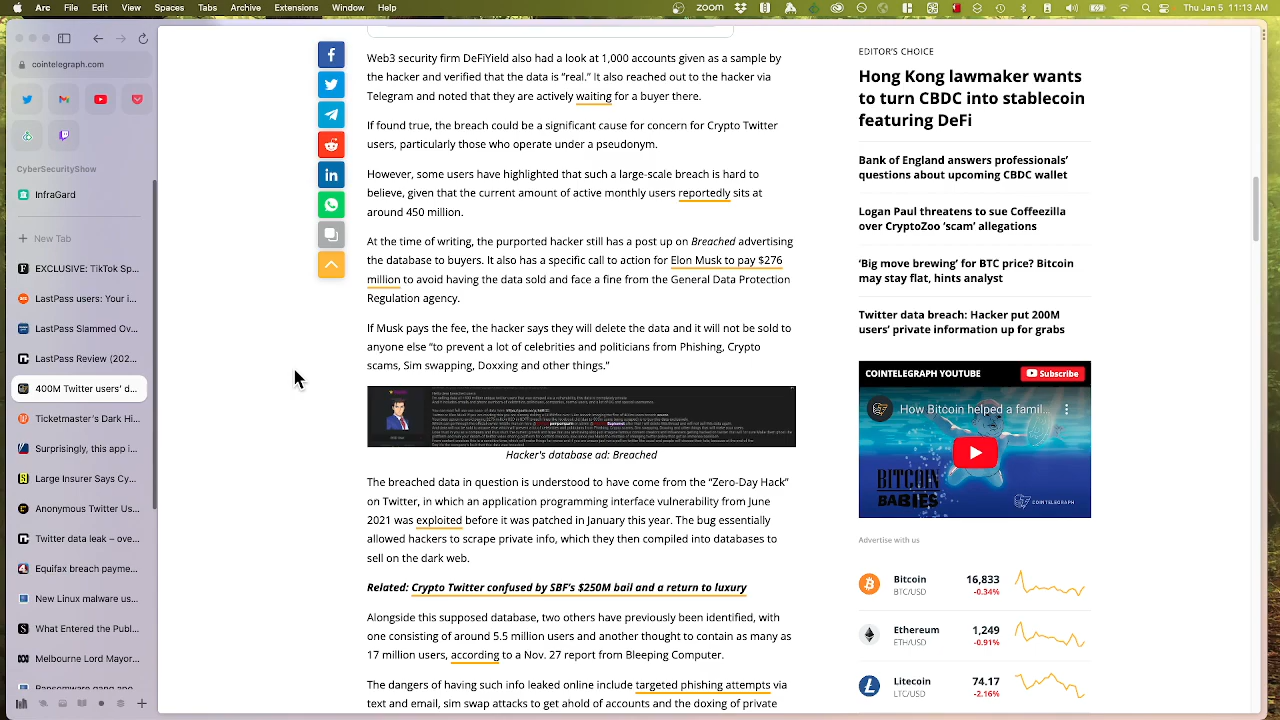 Arc File Edit View Spaces Tabs Archive Extensions Window Help
Thu Jan 5 11:13 AM
cointelegraph.com
CyberSecurity Show
New Tab
EXCLUSIVE: TikTok Sp...
LastPass users: Your i...
LastPass Slammed Ov...
LastPass Review (202...
400M Twitter users' d...
Large Insurer Says Cy...
Twitter data leak – ove...
Equifax breach payme...
New Linux malware us...
What Entered the Publ...
Web3 security firm DeFiYield also had a look at 1,000 accounts given as a sample by
the hacker and verified that the data is “real.” It also reached out to the hacker via
Telegram and noted that they are actively waiting for a buyer there.
If found true, the breach could be a significant cause for concern for Crypto Twitter
users, particularly those who operate under a pseudonym.
However, some users have highlighted that such a large-scale breach is hard to
believe, given that the current amount of active monthly users reportedly sits at
around 450 million.
At the time of writing, the purported hacker still has a post up on Breached advertising
the database to buyers. It also has a specific call to action for Elon Musk to pay $276
million to avoid having the data sold and face a fine from the General Data Protection
Regulation agency.
If Musk pays the fee, the hacker says they will delete the data and it will not be sold to
anyone else “to prevent a lot of celebrities and politicians from Phishing, Crypto
scams, Sim swapping, Doxxing and other things.”
Hacker's database ad: Breached
The breached data in question is understood to have come from the “Zero-Day Hack”
on Twitter, in which an application programming interface vulnerability from June
2021 was exploited before it was patched in January this year. The bug essentially
allowed hackers to scrape private info, which they then compiled into databases to
sell on the dark web.
Related: Crypto Twitter confused by SBF's $250M bail and a return to luxury
Alongside this supposed database, two others have previously been identified, with
one consisting of around 5.5 million users and another thought to contain as many as
17 million users, according to a Nov. 27 report from Bleeping Computer.
The dangers of having such info leaked online include targeted phishing attempts via
text and email, sim swap attacks to get ahold of accounts and the doxing of private
EDITOR’S CHOICE
Hong Kong lawmaker wants
to turn CBDC into stablecoin
featuring DeFi
Bank of England answers professionals’
questions about upcoming CBDC wallet
Logan Paul threatens to sue Coffeezilla
over CryptoZoo ‘scam’ allegations
‘Big move brewing’ for BTC price? Bitcoin
may stay flat, hints analyst
Twitter data breach: Hacker put 200M
users’ private information up for grabs
COINTELEGRAPH YOUTUBE
Subscribe
How Bitcoin helped a
BITCOIN
BABIES
COINTELEGRAPH
Advertise with us
Bitcoin 16,833
BTC/USD -0.34%
Ethereum 1,249
ETH/USD -0.91%
Litecoin 74.17
LTC/USD -2.16%